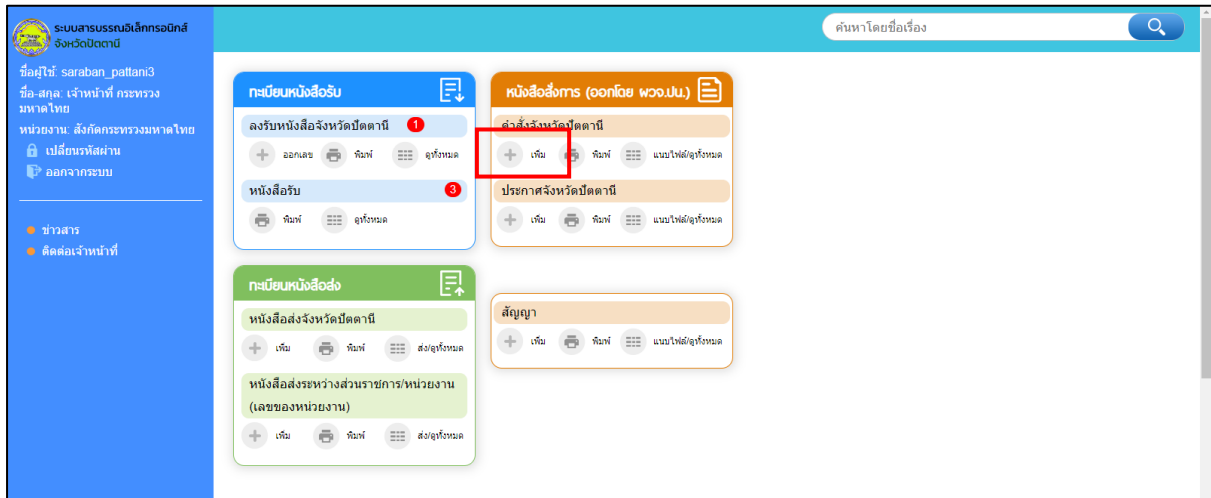 ระบบสารบรรณอิเล็กทรอนิกส์
จังหวัดปัตตานี
ชื่อผู้ใช้: saraban_pattani3
ชื่อ-สกุล: เจ้าหน้าที่ กระทรวง
มหาดไทย
หน่วยงาน: สังกัดกระทรวงมหาดไทย
เปลี่ยนรหัสผ่าน
ออกจากระบบ
ข่าวสาร
ติดต่อเจ้าหน้าที่
ค้นหาโดยชื่อเรื่อง
ทะเบียนหนังสือรับ
ลงรับหนังสือจังหวัดปัตตานี 1
ออกเลข พิมพ์ ดูทั้งหมด
หนังสือรับ 3
พิมพ์ ดูทั้งหมด
หนังสือสั่งการ (ออกโดย ผวจ.ปน.)
คำสั่งจังหวัดปัตตานี
เพิ่ม พิมพ์ แนบไฟล์/ดูทั้งหมด
ประกาศจังหวัดปัตตานี
เพิ่ม พิมพ์ แนบไฟล์/ดูทั้งหมด
ทะเบียนหนังสือส่ง
หนังสือส่งจังหวัดปัตตานี
เพิ่ม พิมพ์ ส่ง/ดูทั้งหมด
หนังสือส่งระหว่างส่วนราชการ/หน่วยงาน
(เลขของหน่วยงาน)
เพิ่ม พิมพ์ ส่ง/ดูทั้งหมด
สัญญา
เพิ่ม พิมพ์ แนบไฟล์/ดูทั้งหมด